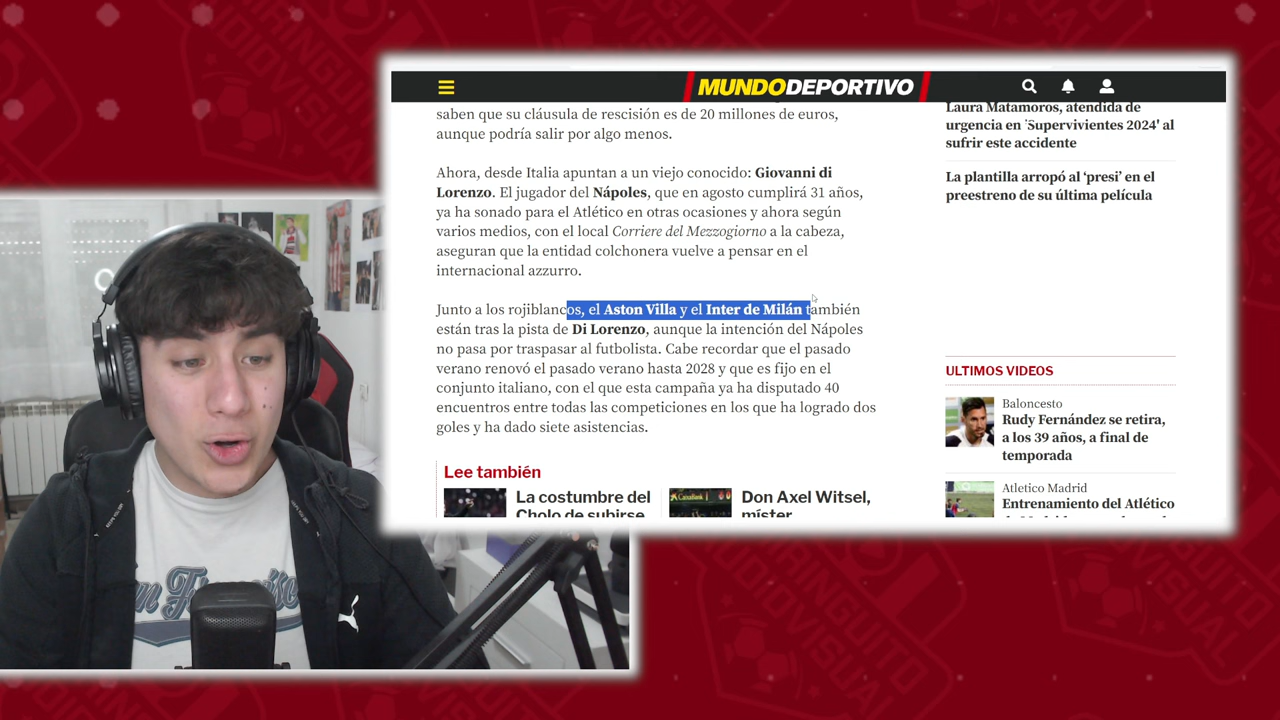 MUNDODEPORTIVO
saben que su cláusula de rescisión es de 20 millones de euros,
aunque podría salir por algo menos.
Ahora, desde Italia apuntan a un viejo conocido: Giovanni di
Lorenzo. El jugador del Nápoles, que en agosto cumplirá 31 años,
ya ha sonado para el Atlético en otras ocasiones y ahora según
varios medios, con el local Corriere del Mezzogiorno a la cabeza,
aseguran que la entidad colchonera vuelve a pensar en el
internacional azzurro.
Junto a los rojiblancos, el Aston Villa y el Inter de Milán también
están tras la pista de Di Lorenzo, aunque la intención del Nápoles
no pasa por traspasar al futbolista. Cabe recordar que el pasado
verano renovó el pasado verano hasta 2028 y que es fijo en el
conjunto italiano, con el que esta campaña ya ha disputado 40
encuentros entre todas las competiciones en los que ha logrado dos
goles y ha dado siete asistencias.
Lee también
La costumbre del
Cholo de subirse
Don Axel Witsel,
míster
Laura Matamoros, atendida de
urgencia en 'Supervivientes 2024' al
sufrir este accidente
La plantilla arropó al 'presi' en el
preestreno de su última película
ULTIMOS VIDEOS
Baloncesto
Rudy Fernández se retira,
a los 39 años, a final de
temporada
Atletico Madrid
Entrenamiento del Atlético